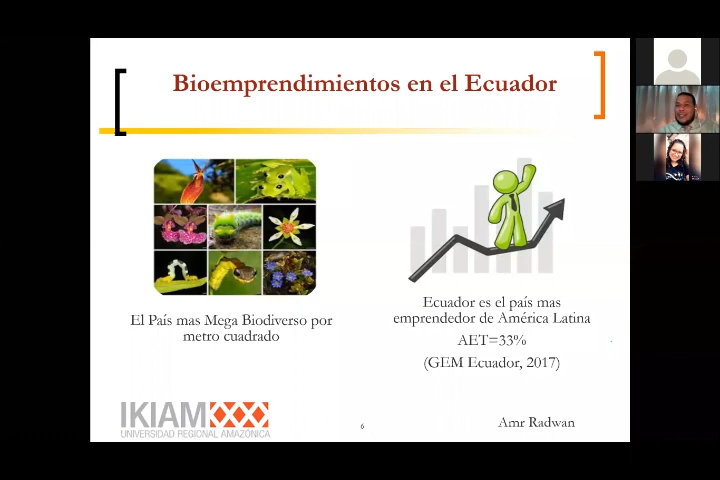 Bioemprendimientos en el Ecuador
El País mas Mega Biodiverso por
metro cuadrado
Ecuador es el país mas
emprendedor de América Latina
AET=33%
(GEM Ecuador, 2017)
IKIAM
UNIVERSIDAD REGIONAL AMAZÓNICA
6
Amr Radwan